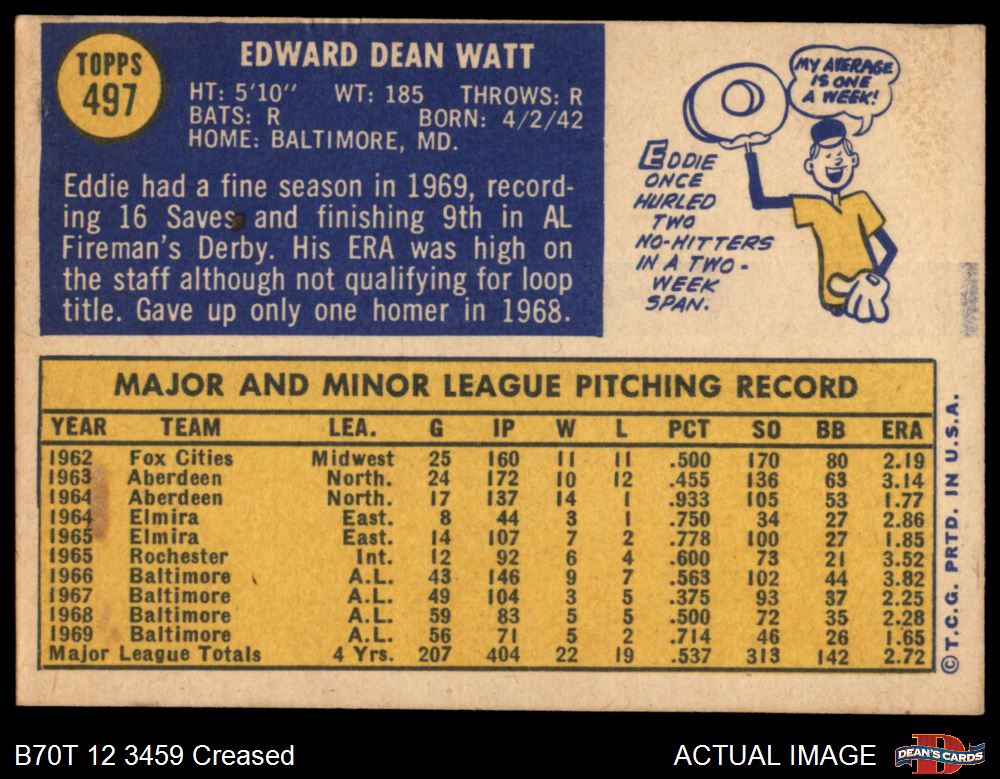 TOPPS
497
EDWARD DEAN WATT
HT: 5'10" WT: 185 THROWS: R
BATS: R BORN: 4/2/42
HOME: BALTIMORE, MD.
Eddie had a fine season in 1969, record-
ing 16 Saves and finishing 9th in AL
Fireman's Derby. His ERA was high on
the staff although not qualifying for loop
title. Gave up only one homer in 1968.
MY AVERAGE
IS ONE
A WEEK!
EDDIE
ONCE
HURLED
TWO
NO-HITTERS
IN A TWO-
WEEK
SPAN.
MAJOR AND MINOR LEAGUE PITCHING RECORD
YEAR TEAM LEA. G IP W L PCT SO BB ERA
1962 Fox Cities Midwest 25 160 11 11 .500 170 80 2.19
1963 Aberdeen North. 24 172 10 12 .455 136 63 3.14
1964 Aberdeen North. 17 137 14 1 .933 105 53 1.77
1964 Elmira East. 8 44 3 1 .750 34 27 2.86
1965 Elmira East. 14 107 7 2 .778 100 27 1.85
1965 Rochester Int. 12 92 6 4 .600 73 21 3.52
1966 Baltimore A.L. 43 146 9 7 .563 102 44 3.82
1967 Baltimore A.L. 49 104 3 5 .375 93 37 2.25
1968 Baltimore A.L. 59 83 5 5 .500 72 35 2.28
1969 Baltimore A.L. 56 71 5 2 .714 46 26 1.65
Major League Totals 4 Yrs. 207 404 22 19 .537 313 142 2.72
©T.C.G. PRTD. IN U.S.A.
B70T 12 3459 Creased
ACTUAL IMAGE
DEAN'S CARDS